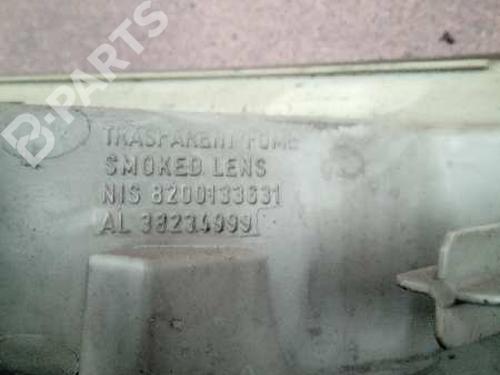 B-PARTS
TRASPARENT FUME
SMOKED LENS
NIS 8200133631
AL 38234999